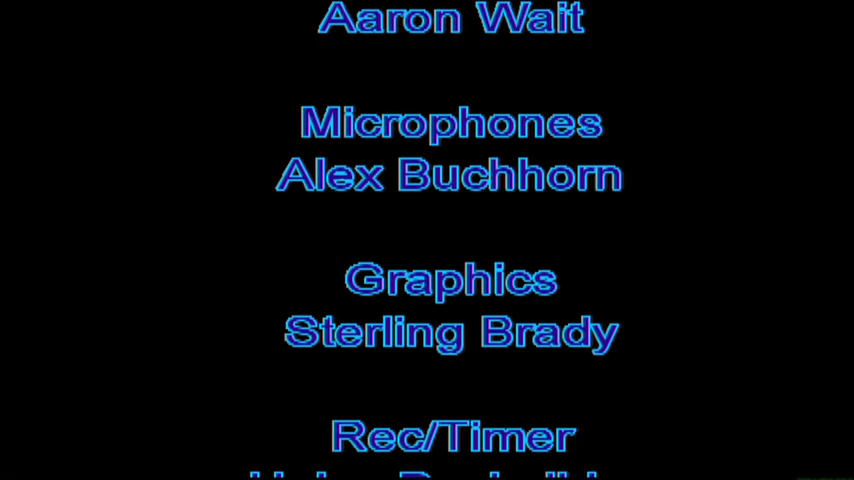 Aaron Wait
Microphones
Alex Buchhorn
Graphics
Sterling Brady
Rec/Timer